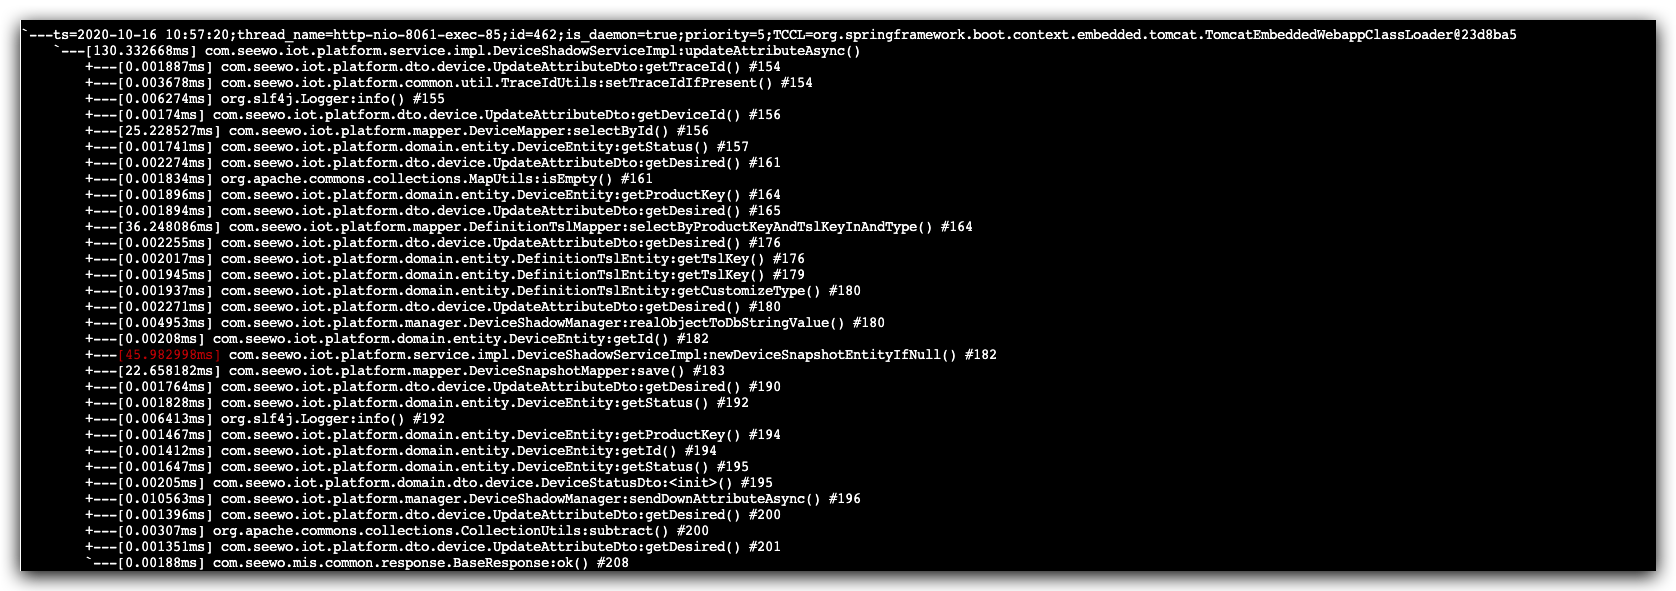 `---ts=2020-10-16 10:57:20;thread_name=http-nio-8061-exec-85;id=462;is_daemon=true;priority=5;TCCL=org.springframework.boot.context.embedded.tomcat.TomcatEmbeddedWebappClassLoader@23d8ba5
`---[130.332668ms] com.seewo.iot.platform.service.impl.DeviceShadowServiceImpl:updateAttributeAsync()
+---[0.001887ms] com.seewo.iot.platform.dto.device.UpdateAttributeDto:getTraceId() #154
+---[0.003678ms] com.seewo.iot.platform.common.util.TraceIdUtils:setTraceIdIfPresent() #154
+---[0.006274ms] org.slf4j.Logger:info() #155
+---[0.00174ms] com.seewo.iot.platform.dto.device.UpdateAttributeDto:getDeviceId() #156
+---[25.228527ms] com.seewo.iot.platform.mapper.DeviceMapper:selectById() #156
+---[0.001741ms] com.seewo.iot.platform.domain.entity.DeviceEntity:getStatus() #157
+---[0.002274ms] com.seewo.iot.platform.dto.device.UpdateAttributeDto:getDesired() #161
+---[0.001834ms] org.apache.commons.collections.MapUtils:isEmpty() #161
+---[0.001896ms] com.seewo.iot.platform.domain.entity.DeviceEntity:getProductKey() #164
+---[0.001894ms] com.seewo.iot.platform.dto.device.UpdateAttributeDto:getDesired() #165
+---[36.248086ms] com.seewo.iot.platform.mapper.DefinitionTslMapper:selectByProductKeyAndTslKeyInAndType() #164
+---[0.002255ms] com.seewo.iot.platform.dto.device.UpdateAttributeDto:getDesired() #176
+---[0.002017ms] com.seewo.iot.platform.domain.entity.DefinitionTslEntity:getTslKey() #176
+---[0.001945ms] com.seewo.iot.platform.domain.entity.DefinitionTslEntity:getTslKey() #179
+---[0.001937ms] com.seewo.iot.platform.domain.entity.DefinitionTslEntity:getCustomizeType() #180
+---[0.002271ms] com.seewo.iot.platform.dto.device.UpdateAttributeDto:getDesired() #180
+---[0.004953ms] com.seewo.iot.platform.manager.DeviceShadowManager:realObjectToDbStringValue() #180
+---[0.00208ms] com.seewo.iot.platform.domain.entity.DeviceEntity:getId() #182
+---[45.982998ms] com.seewo.iot.platform.service.impl.DeviceShadowServiceImpl:newDeviceSnapshotEntityIfNull() #182
+---[22.658182ms] com.seewo.iot.platform.mapper.DeviceSnapshotMapper:save() #183
+---[0.001764ms] com.seewo.iot.platform.dto.device.UpdateAttributeDto:getDesired() #190
+---[0.001828ms] com.seewo.iot.platform.domain.entity.DeviceEntity:getStatus() #192
+---[0.006413ms] org.slf4j.Logger:info() #192
+---[0.001467ms] com.seewo.iot.platform.domain.entity.DeviceEntity:getProductKey() #194
+---[0.001412ms] com.seewo.iot.platform.domain.entity.DeviceEntity:getId() #194
+---[0.001647ms] com.seewo.iot.platform.domain.entity.DeviceEntity:getStatus() #195
+---[0.00205ms] com.seewo.iot.platform.domain.dto.device.DeviceStatusDto:<init>() #195
+---[0.010563ms] com.seewo.iot.platform.manager.DeviceShadowManager:sendDownAttributeAsync() #196
+---[0.001396ms] com.seewo.iot.platform.dto.device.UpdateAttributeDto:getDesired() #200
+---[0.00307ms] org.apache.commons.collections.CollectionUtils:subtract() #200
+---[0.001351ms] com.seewo.iot.platform.dto.device.UpdateAttributeDto:getDesired() #201
`---[0.00188ms] com.seewo.mis.common.response.BaseResponse:ok() #208